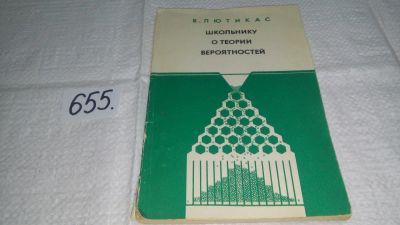 В. ЛЮТИКАС
ШКОЛЬНИКУ
О ТЕОРИИ
ВЕРОЯТНОСТЕЙ
655.